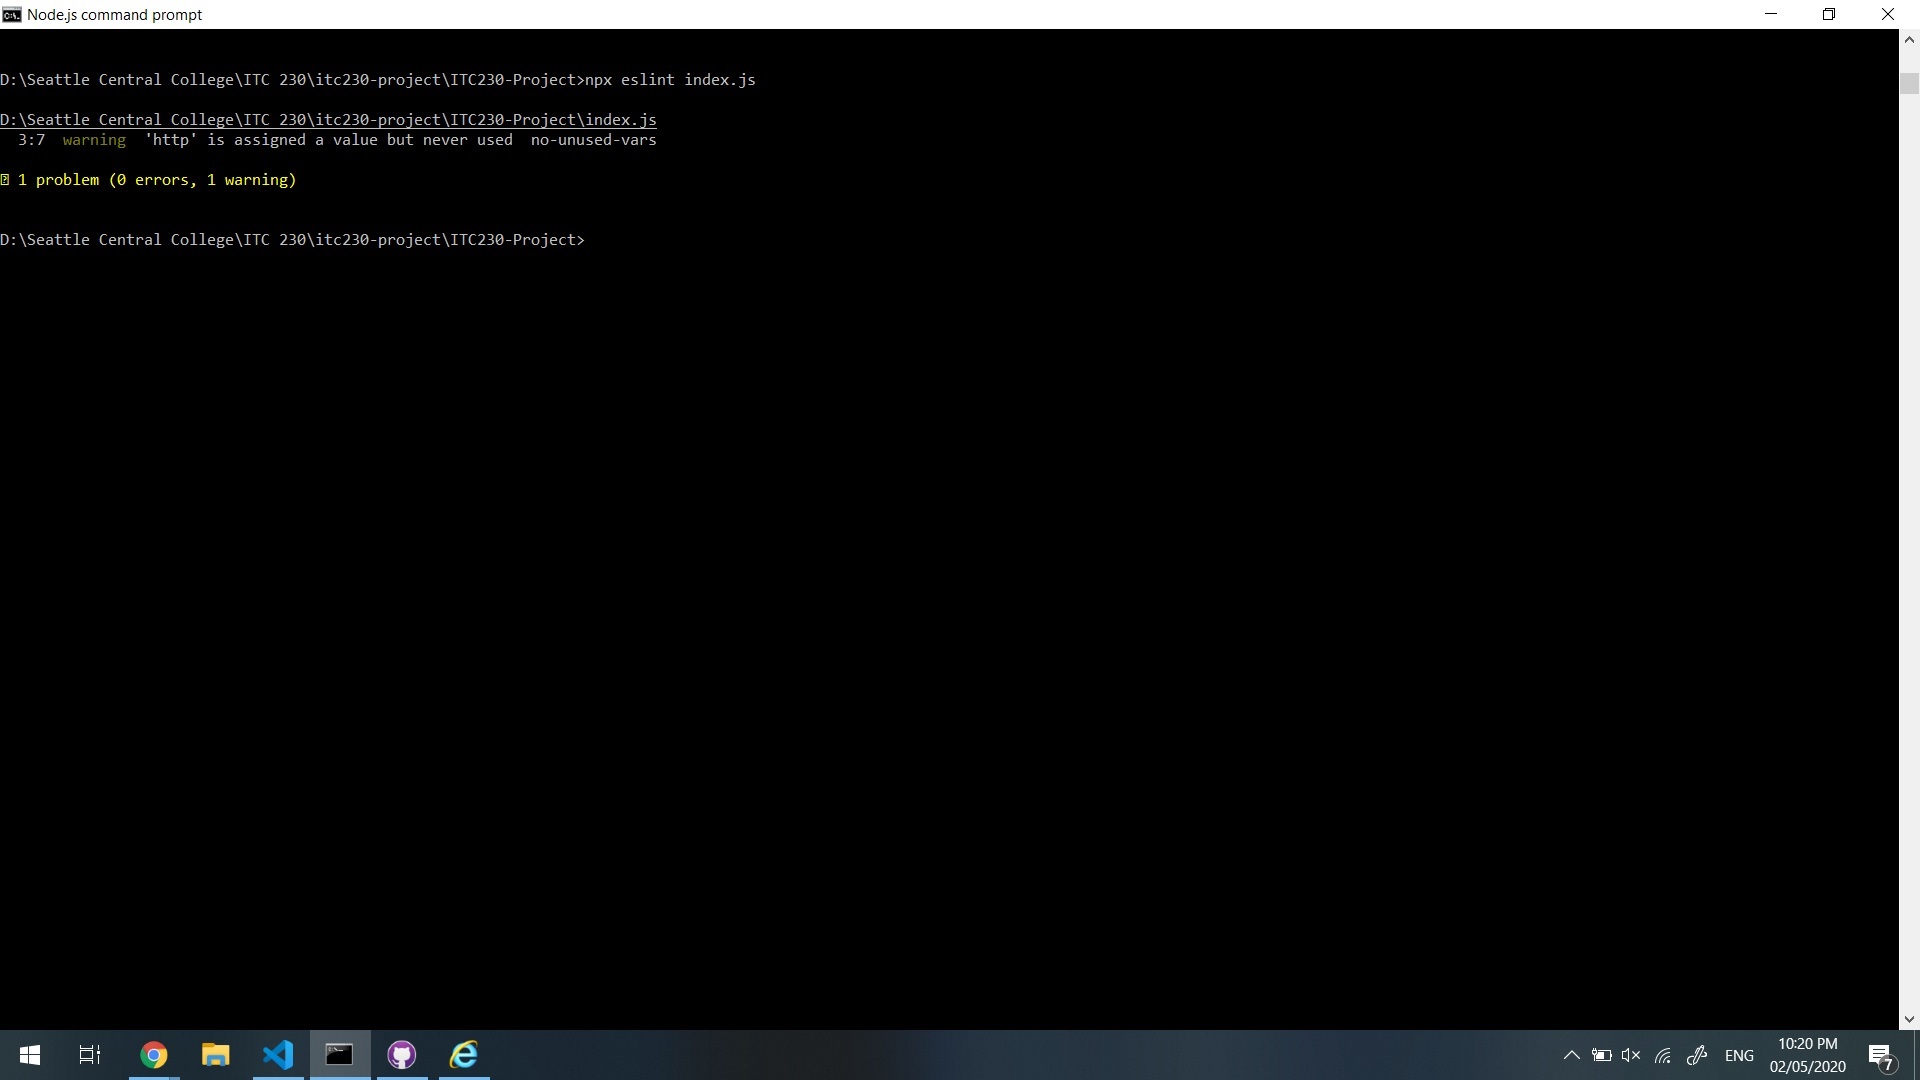 Node.js command prompt
D:\Seattle Central College\ITC 230\itc230-project\ITC230-Project>npx eslint index.js
D:\Seattle Central College\ITC 230\itc230-project\ITC230-Project\index.js
3:7  warning  'http' is assigned a value but never used  no-unused-vars
1 problem (0 errors, 1 warning)
D:\Seattle Central College\ITC 230\itc230-project\ITC230-Project>
ENG
10:20 PM
02/05/2020
7